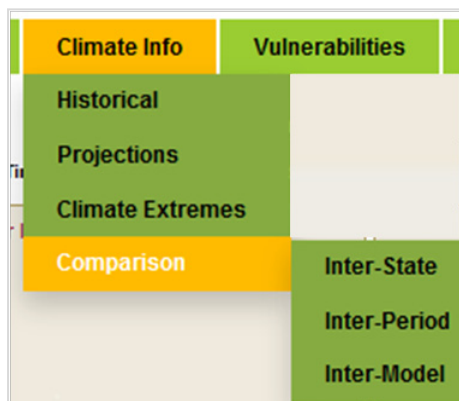 Climate Info Vulnerabilities
Historical
Projections
Climate Extremes
Comparison
Inter-State
Inter-Period
Inter-Model